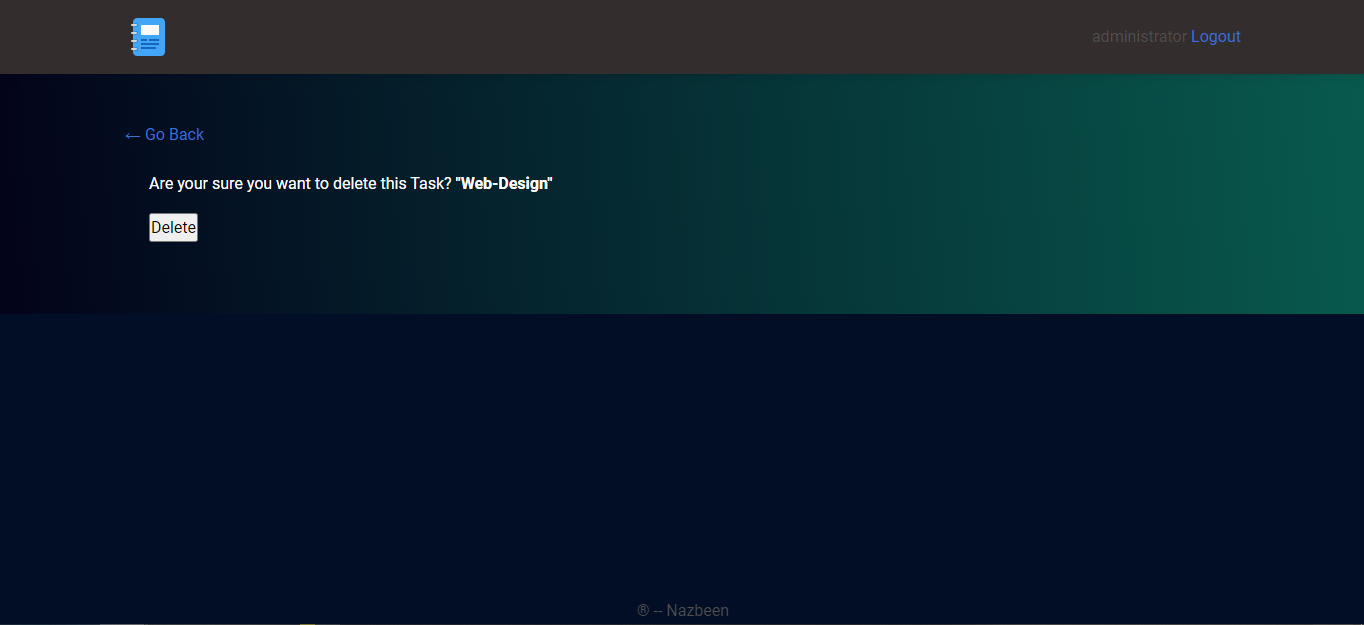 administrator Logout
← Go Back
Are your sure you want to delete this Task? "Web-Design"
Delete
® -- Nazbeen